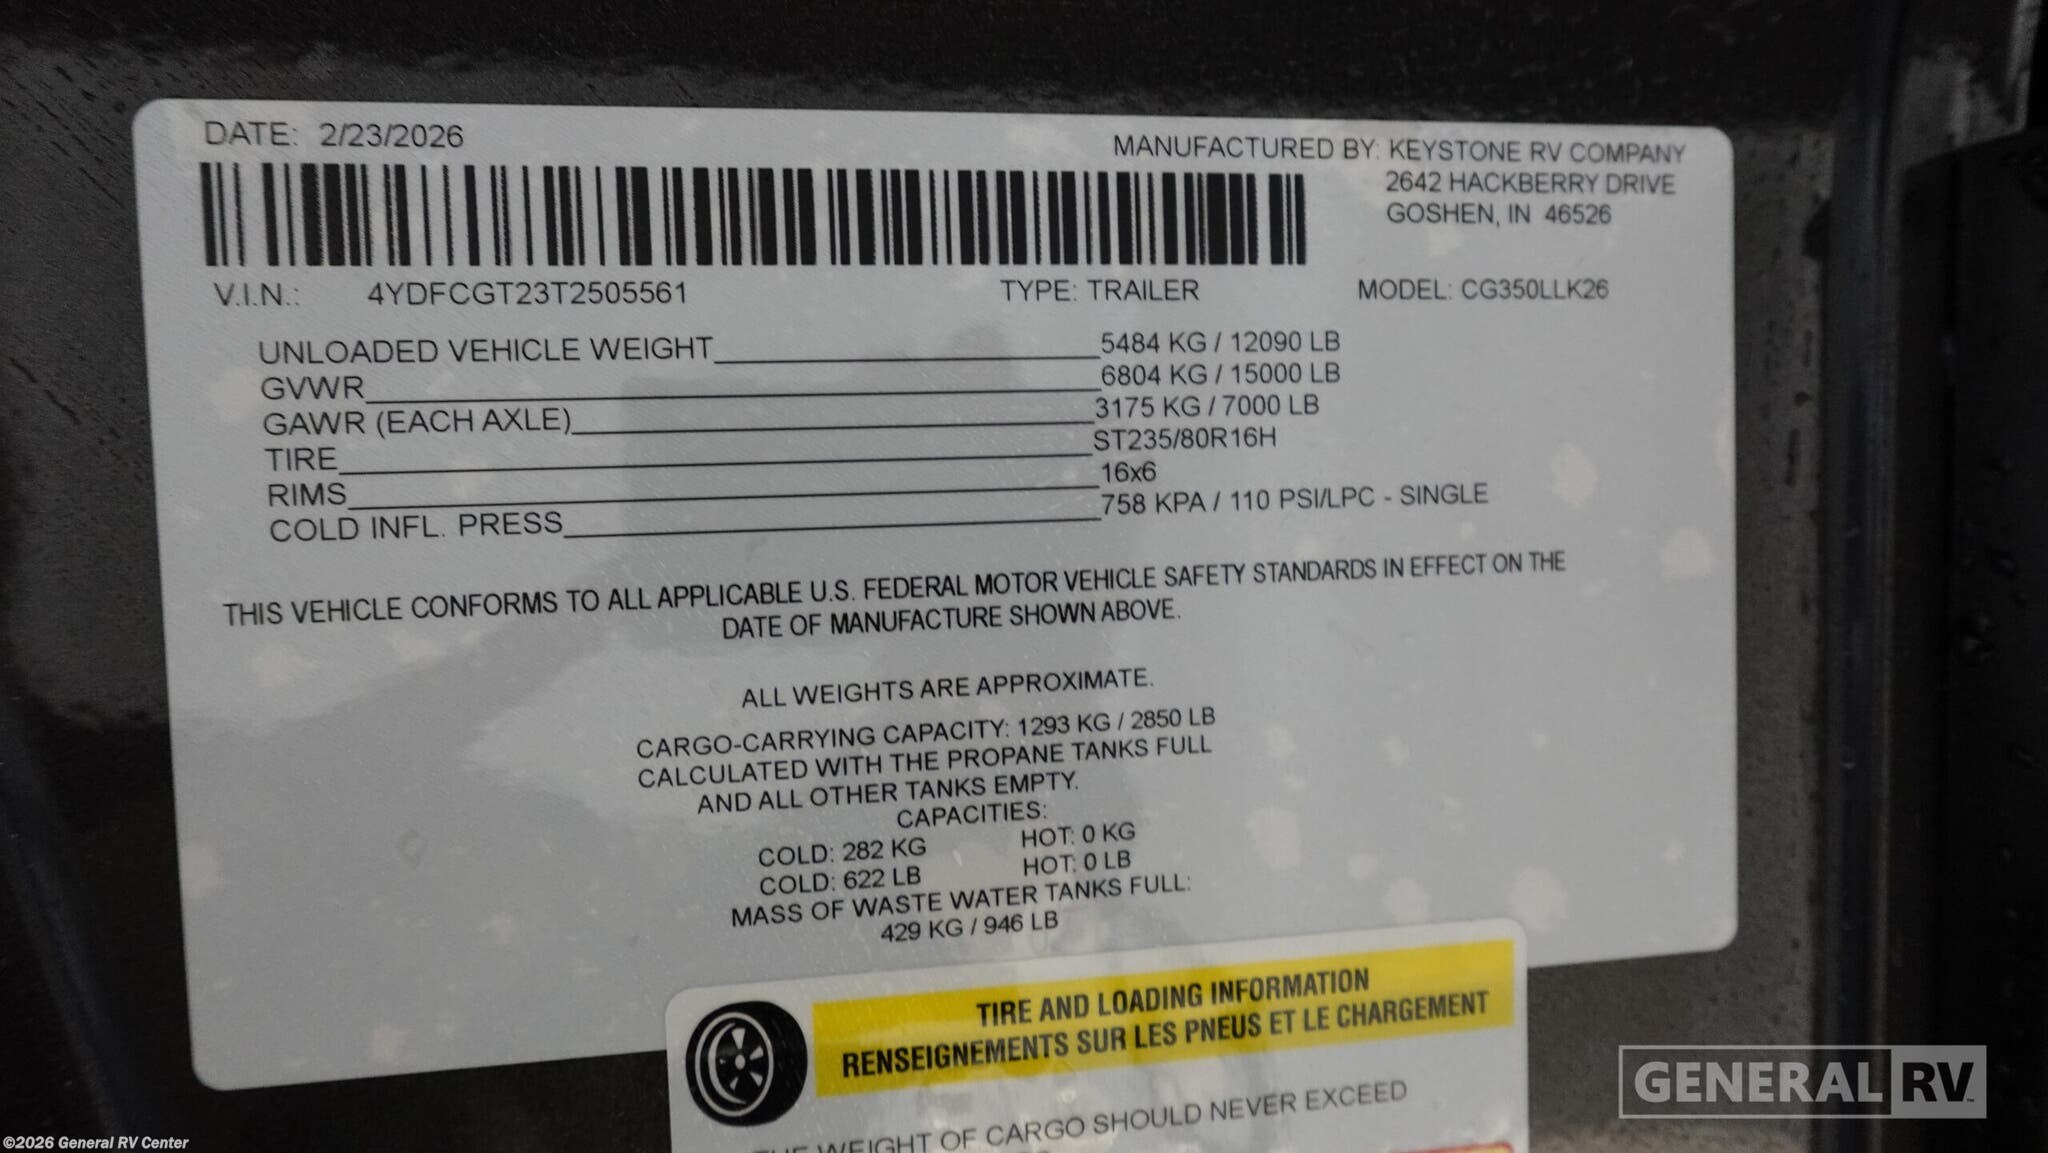 DATE: 2/23/2026
MANUFACTURED BY: KEYSTONE RV COMPANY
2642 HACKBERRY DRIVE
GOSHEN, IN 46526
V.I.N.: 4YDFCGT23T2505561 TYPE: TRAILER MODEL: CG350LLK26
UNLOADED VEHICLE WEIGHT 5484 KG / 12090 LB
GVWR 6804 KG / 15000 LB
GAWR (EACH AXLE) 3175 KG / 7000 LB
TIRE ST235/80R16H
RIMS 16x6
COLD INFL. PRESS 758 KPA / 110 PSI/LPC - SINGLE
THIS VEHICLE CONFORMS TO ALL APPLICABLE U.S. FEDERAL MOTOR VEHICLE SAFETY STANDARDS IN EFFECT ON THE
DATE OF MANUFACTURE SHOWN ABOVE.
ALL WEIGHTS ARE APPROXIMATE.
CARGO-CARRYING CAPACITY: 1293 KG / 2850 LB
CALCULATED WITH THE PROPANE TANKS FULL
AND ALL OTHER TANKS EMPTY.
CAPACITIES:
COLD: 282 KG HOT: 0 KG
COLD: 622 LB HOT: 0 LB
MASS OF WASTE WATER TANKS FULL:
429 KG / 946 LB
TIRE AND LOADING INFORMATION
RENSEIGNEMENTS SUR LES PNEUS ET LE CHARGEMENT
THE WEIGHT OF CARGO SHOULD NEVER EXCEED
GENERAL RV
©2026 General RV Center